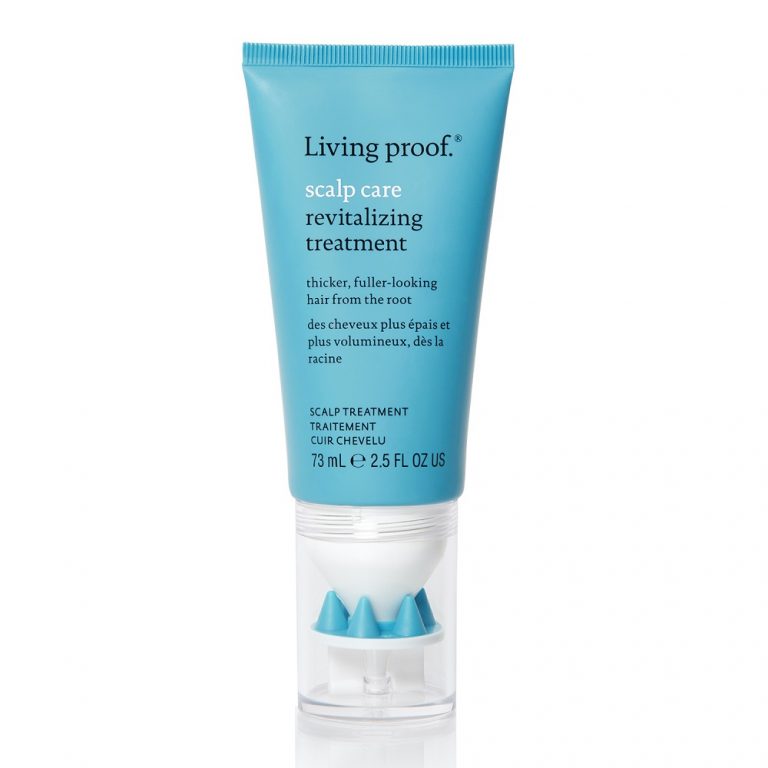 Living proof.®
scalp care
revitalizing
treatment
thicker, fuller-looking
hair from the root
des cheveux plus épais et
plus volumineux, dès la
racine
SCALP TREATMENT
TRAITEMENT
CUIR CHEVELU
73 mL ℮ 2.5 FL OZ US